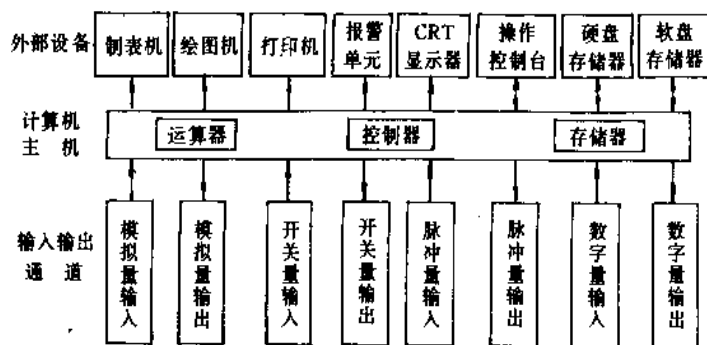 外部设备
制表机
绘图机
打印机
报警
单元
CRT
显示器
操作
控制台
硬盘
存储器
软盘
存储器
计算机
主 机
运算器
控制器
存储器
输入输出
通 道
模拟量输入
模拟量输出
开关量输入
开关量输出
脉冲量输入
脉冲量输出
数字量输入
数字量输出